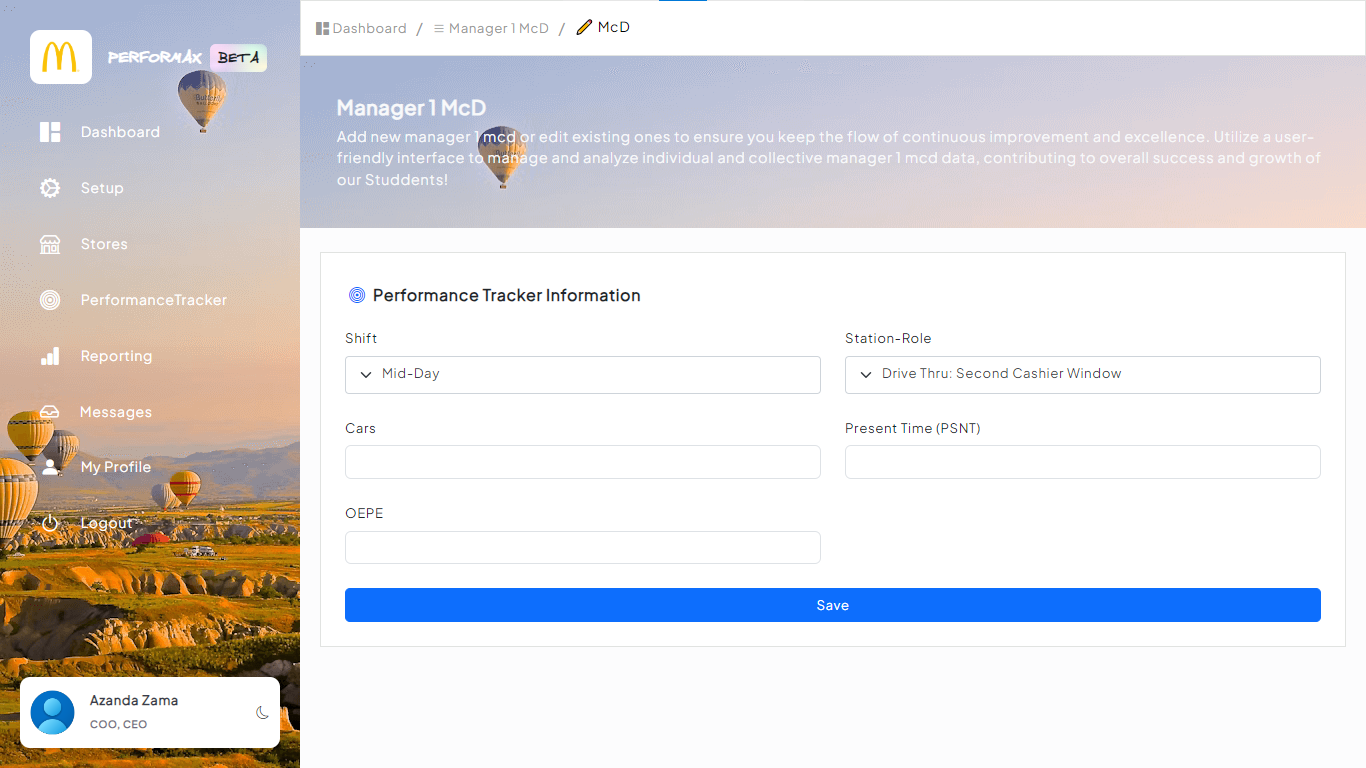 PERFORMAX BETA
Dashboard
Setup
Stores
PerformanceTracker
Reporting
Messages
My Profile
Logout
Azanda Zama
COO, CEO
Dashboard / Manager 1 McD / McD
Manager 1 McD
Add new manager 1 mcd or edit existing ones to ensure you keep the flow of continuous improvement and excellence. Utilize a user-
friendly interface to manage and analyze individual and collective manager 1 mcd data, contributing to overall success and growth of
our Studdents!
Performance Tracker Information
Shift
Station-Role
Mid-Day
Drive Thru: Second Cashier Window
Cars
Present Time (PSNT)
OEPE
Save